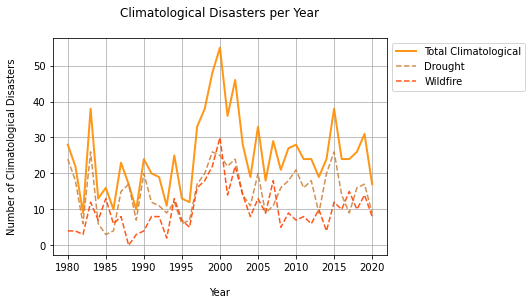 Climatological Disasters per Year
Total Climatological
Drought
Wildfire
Number of Climatological Disasters
50
40
30
20
10
0
1980 1985 1990 1995 2000 2005 2010 2015 2020
Year